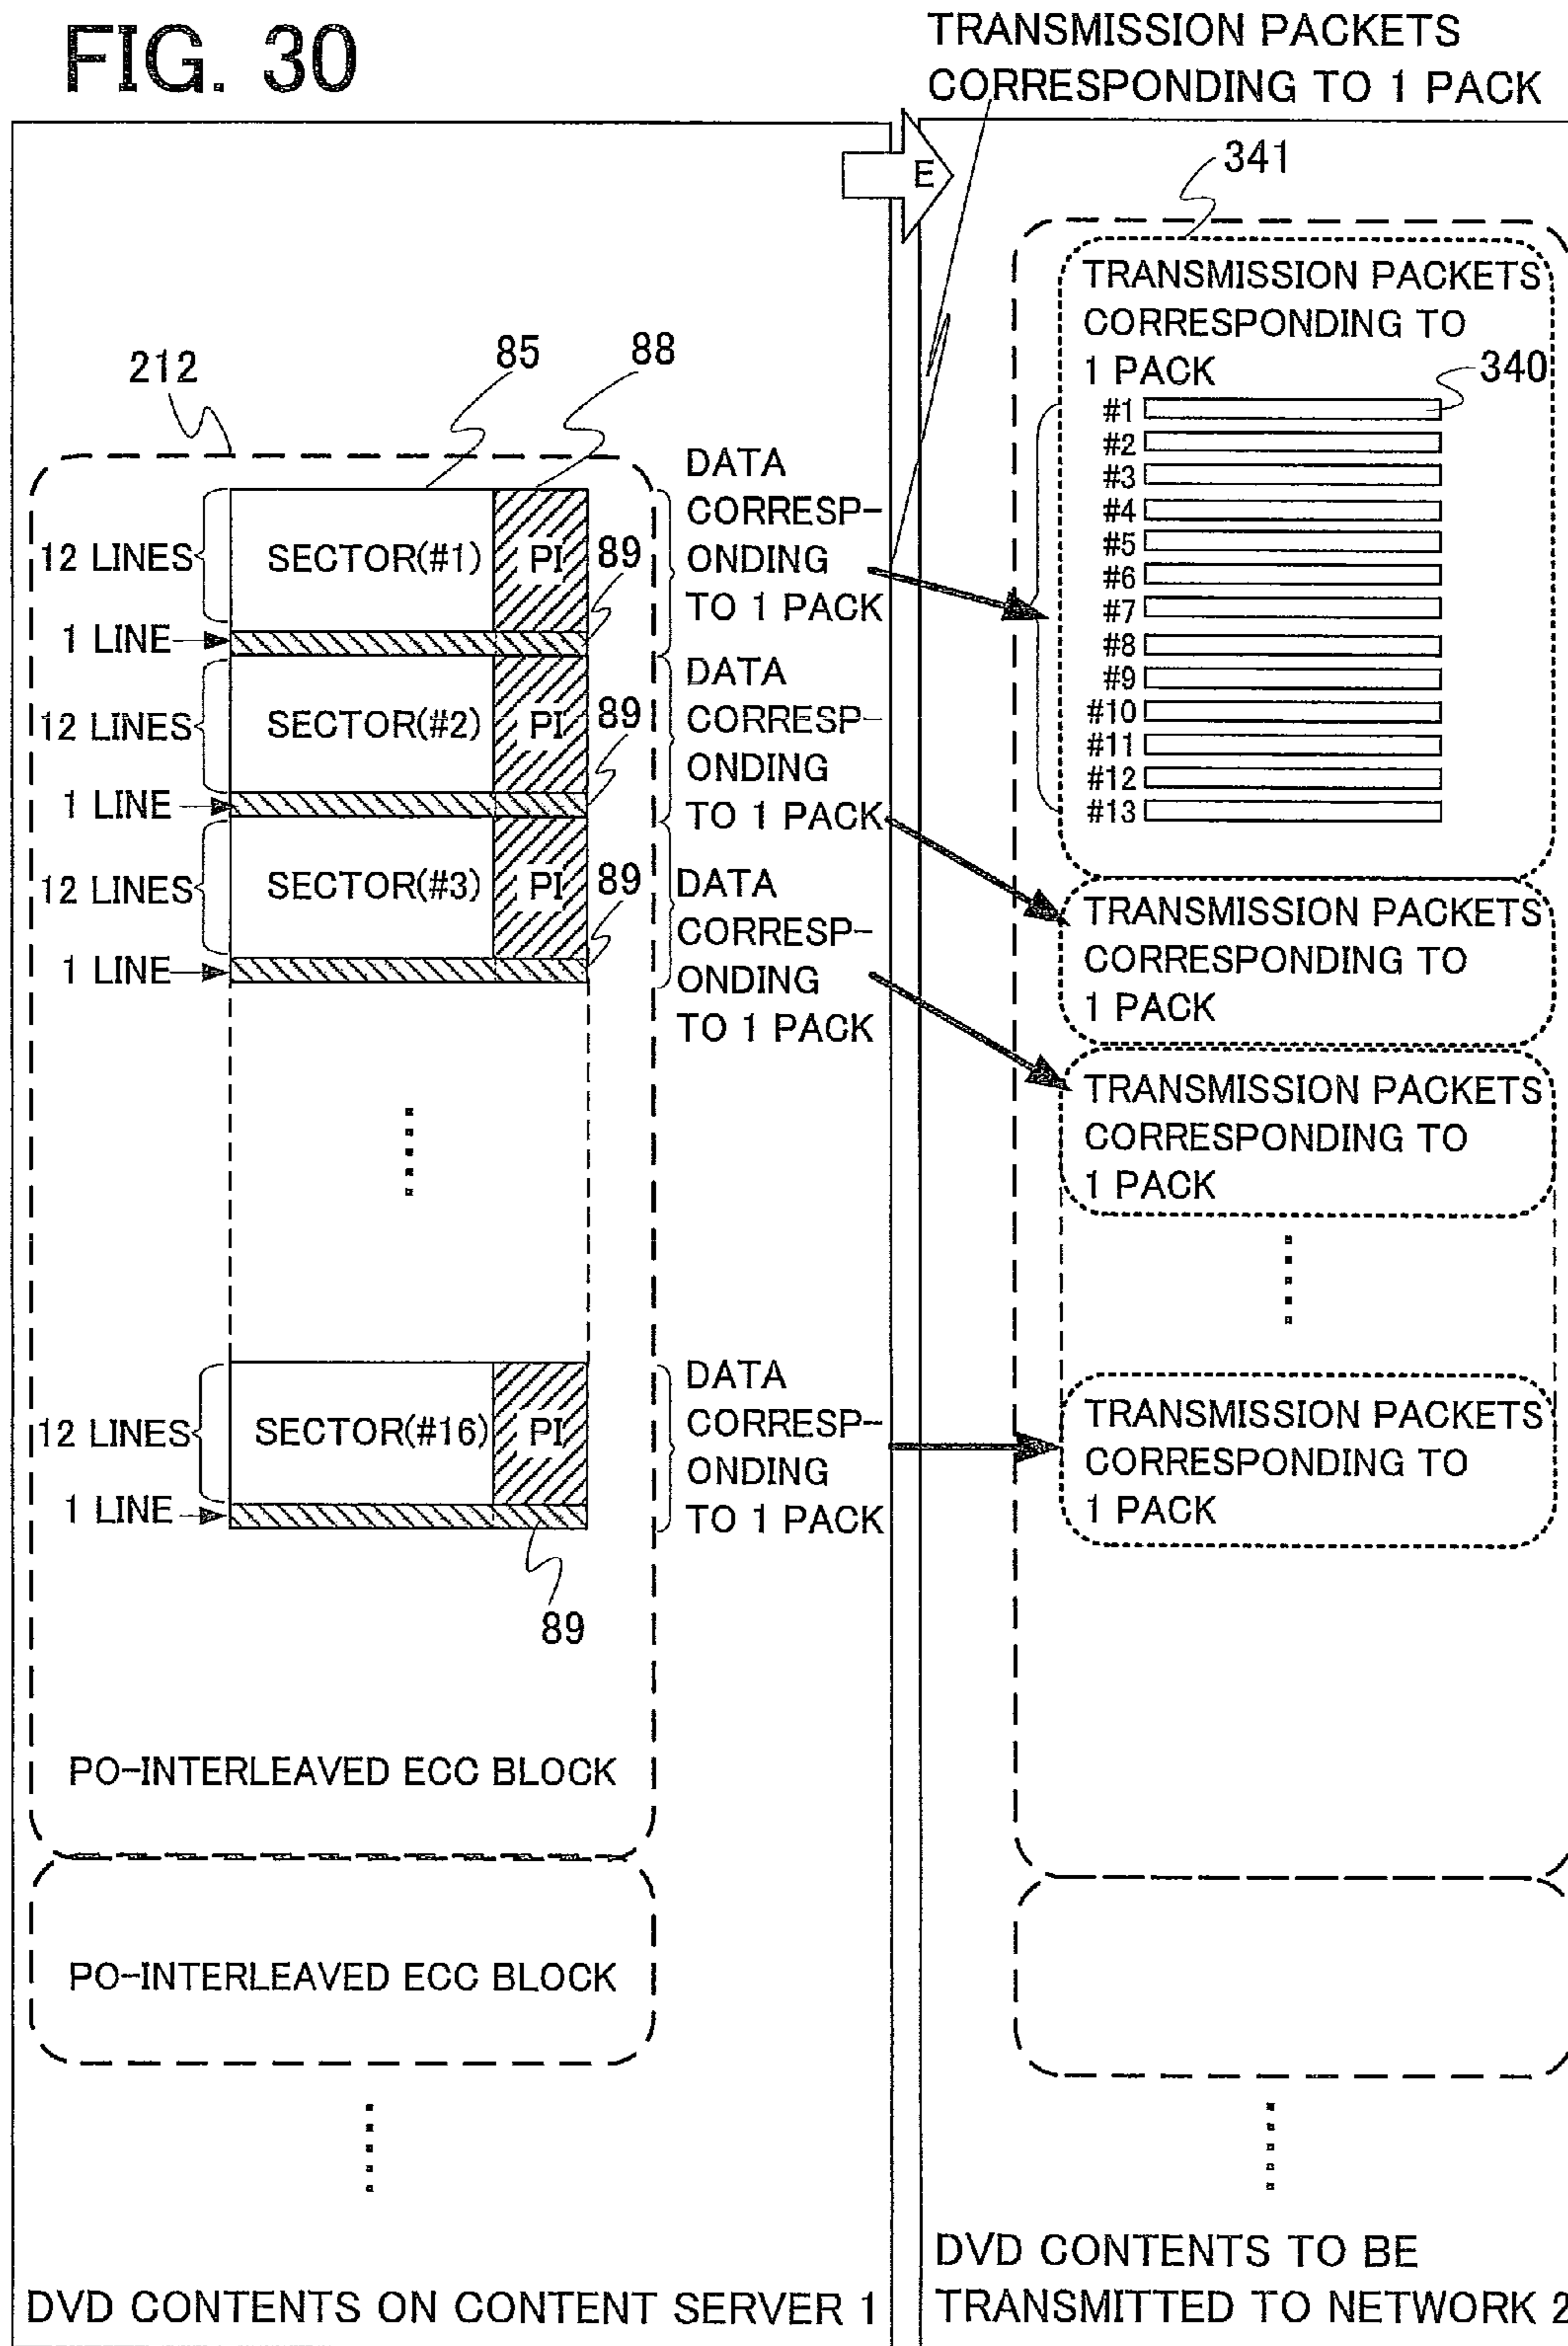 FIG. 30
TRANSMISSION PACKETS
CORRESPONDING TO 1 PACK
E
212
85
88
12 LINES
SECTOR(#1)
PI
89
1 LINE
12 LINES
SECTOR(#2)
PI
89
1 LINE
12 LINES
SECTOR(#3)
PI
89
1 LINE
12 LINES
SECTOR(#16)
PI
1 LINE
89
DATA
CORRESP-
ONDING
TO 1 PACK
DATA
CORRESP-
ONDING
TO 1 PACK
DATA
CORRESP-
ONDING
TO 1 PACK
DATA
CORRESP-
ONDING
TO 1 PACK
PO-INTERLEAVED ECC BLOCK
PO-INTERLEAVED ECC BLOCK
DVD CONTENTS ON CONTENT SERVER 1
341
TRANSMISSION PACKETS
CORRESPONDING TO
1 PACK
340
#1
#2
#3
#4
#5
#6
#7
#8
#9
#10
#11
#12
#13
TRANSMISSION PACKETS
CORRESPONDING TO
1 PACK
TRANSMISSION PACKETS
CORRESPONDING TO
1 PACK
TRANSMISSION PACKETS
CORRESPONDING TO
1 PACK
DVD CONTENTS TO BE
TRANSMITTED TO NETWORK 2